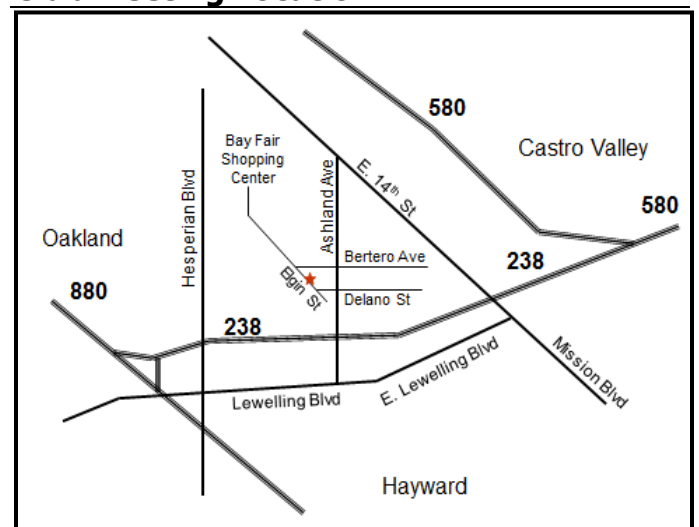 580
Bay Fair
Shopping
Center
Castro Valley
E. 14th St
Ashland Ave
Hesperian Blvd
580
Oakland
Bertero Ave
238
Elgin St
880
Delano St
238
Mission Blvd
E. Lewelling Blvd
Lewelling Blvd
Hayward